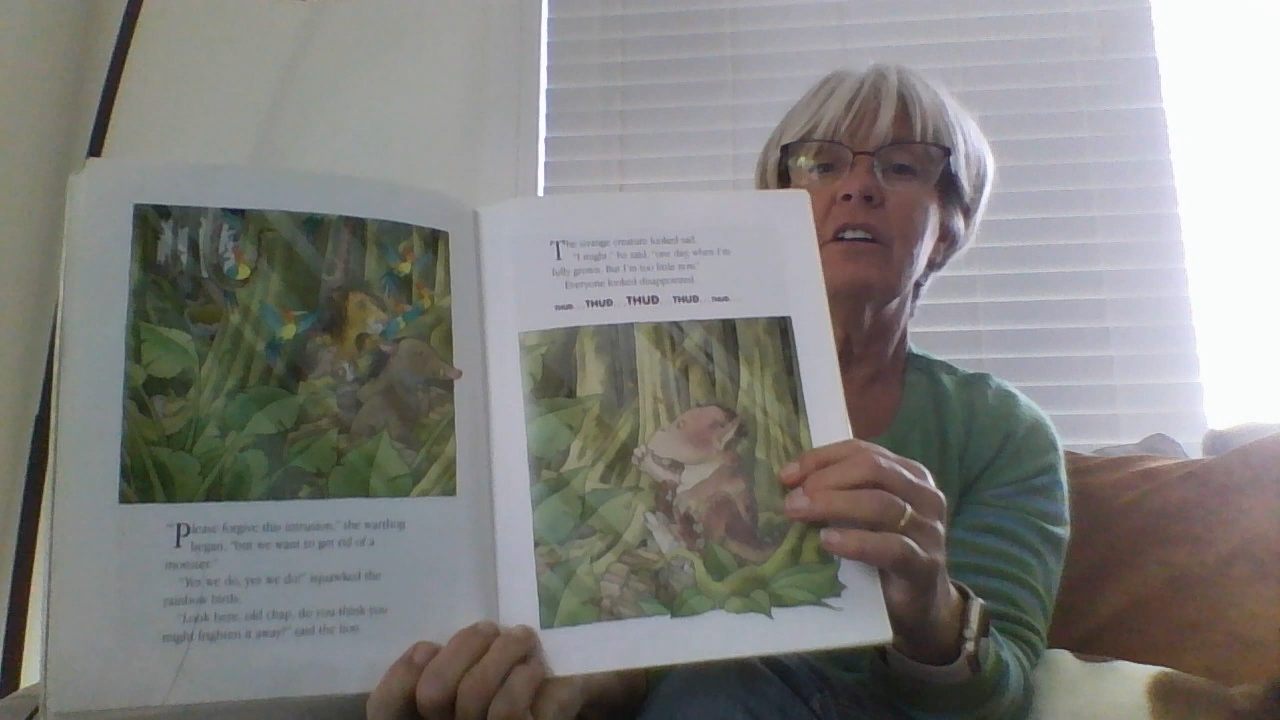 "Please forgive this intrusion," the warthog
began, "but we want to get rid of a
monster."
"Yes we do, yes we do!" squawked the
rainbow birds.
"Look here, old chap, do you think you
might frighten it away?" said the lion.
The strange creature looked sad.
"I might," he said, "one day, when I'm
fully grown. But I'm too little now."
Everyone looked disappointed.
THUD... THUD... THUD... THUD... THUD...